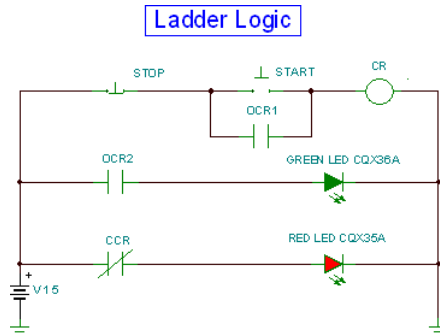 Ladder Logic
STOP
START
CR
OCR1
OCR2
GREEN LED CQX36A
CCR
RED LED CQX35A
+
V15